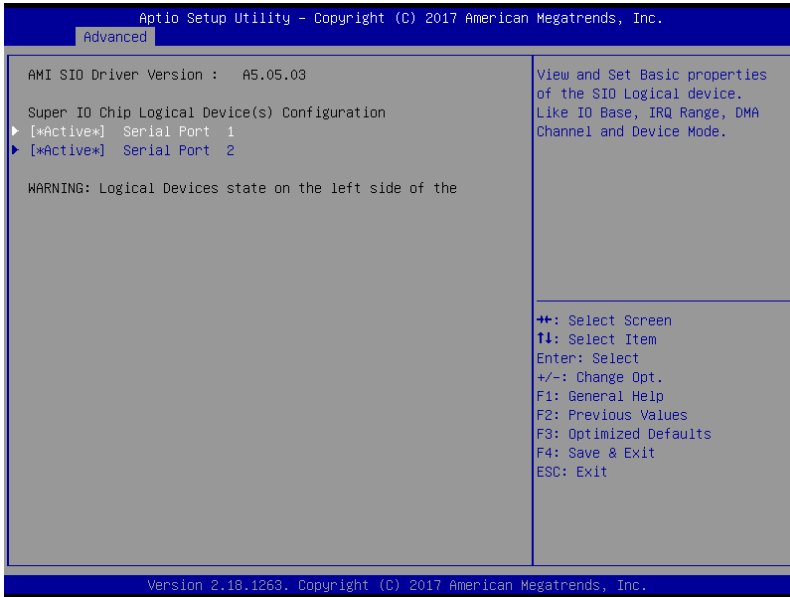 Aptio Setup Utility – Copyright (C) 2017 American Megatrends, Inc.
Advanced
AMI SIO Driver Version :   A5.05.03
Super IO Chip Logical Device(s) Configuration
[*Active*]   Serial Port  1
[*Active*]   Serial Port  2
WARNING: Logical Devices state on the left side of the
View and Set Basic properties
of the SIO Logical device.
Like IO Base, IRQ Range, DMA
Channel and Device Mode.
→←: Select Screen
↑↓: Select Item
Enter: Select
+/-: Change Opt.
F1: General Help
F2: Previous Values
F3: Optimized Defaults
F4: Save & Exit
ESC: Exit
Version 2.18.1263. Copyright (C) 2017 American Megatrends, Inc.